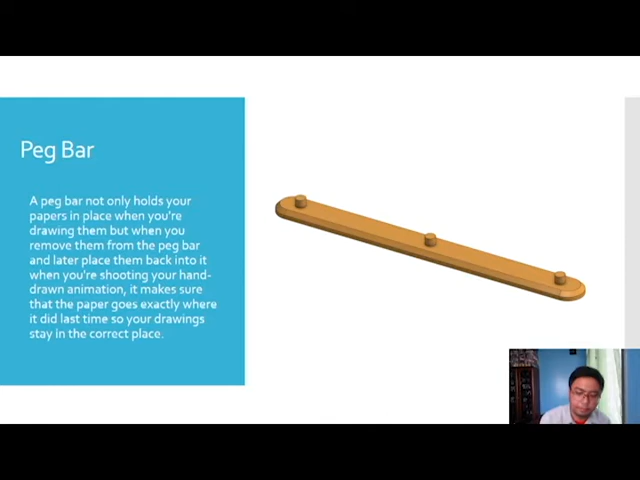 Peg Bar
A peg bar not only holds your
papers in place when you're
drawing them but when you
remove them from the peg bar
and later place them back into it
when you're shooting your hand-
drawn animation, it makes sure
that the paper goes exactly where
it did last time so your drawings
stay in the correct place.